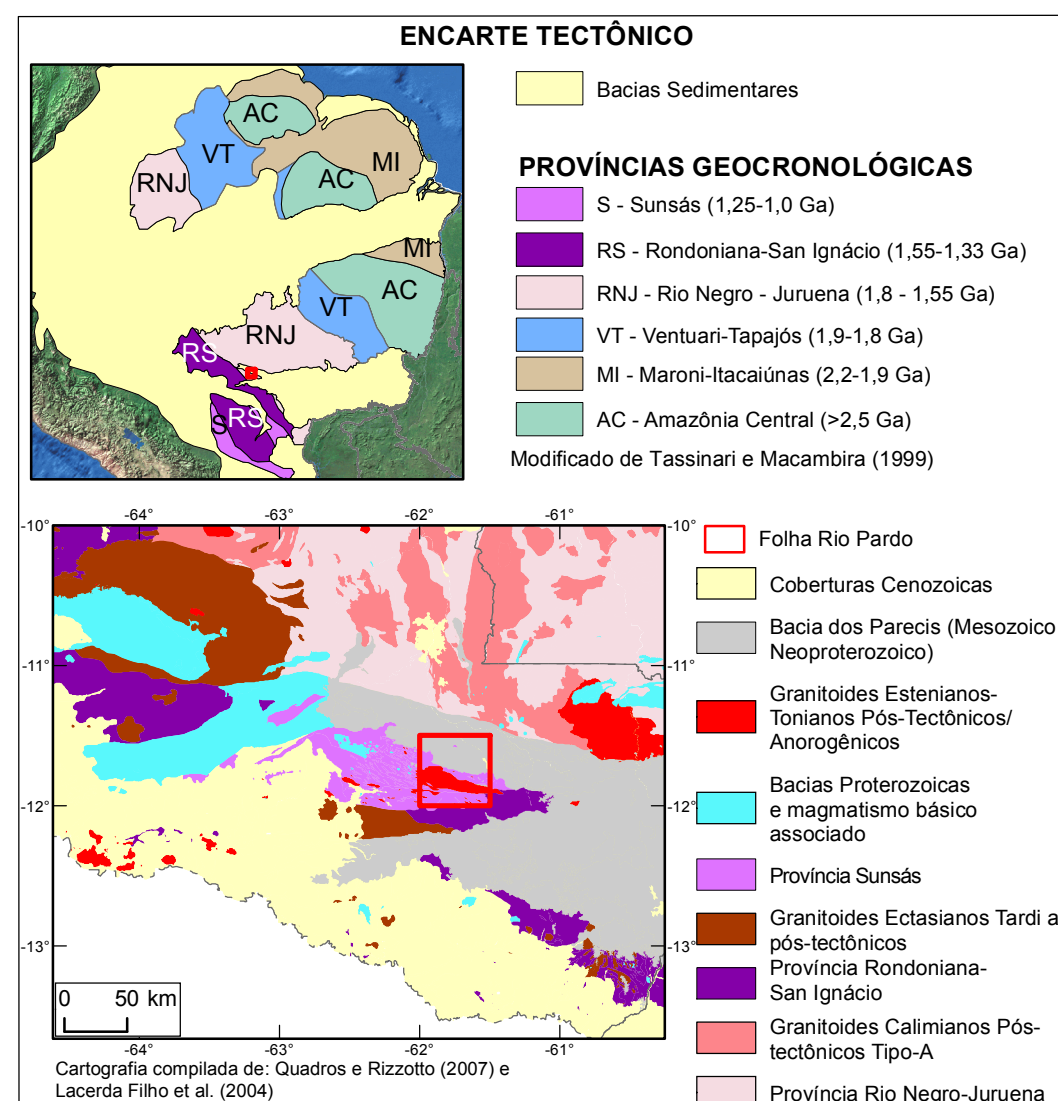 ENCARTE TECTÔNICO
AC
VT
MI
RNJ
AC
MI
AC
VT
RNJ
RS
RS
S
Bacias Sedimentares
PROVÍNCIAS GEOCRONOLÓGICAS
S - Sunsás (1,25-1,0 Ga)
RS - Rondoniana-San Ignácio (1,55-1,33 Ga)
RNJ - Rio Negro - Juruena (1,8 - 1,55 Ga)
VT - Ventuari-Tapajós (1,9-1,8 Ga)
MI - Maroni-Itacaiúnas (2,2-1,9 Ga)
AC - Amazônia Central (>2,5 Ga)
Modificado de Tassinari e Macambira (1999)
-64° -63° -62° -61°
-10° -10°
-11° -11°
-12° -12°
-13° -13°
0 50 km
-64° -63° -62° -61°
Cartografia compilada de: Quadros e Rizzotto (2007) e
Lacerda Filho et al. (2004)
Folha Rio Pardo
Coberturas Cenozoicas
Bacia dos Parecis (Mesozoico
Neoproterozoico)
Granitoides Estenianos-
Tonianos Pós-Tectônicos/
Anorogênicos
Bacias Proterozoicas
e magmatismo básico
associado
Província Sunsás
Granitoides Ectasianos Tardi a
pós-tectônicos
Província Rondoniana-
San Ignácio
Granitoides Calimianos Pós-
tectônicos Tipo-A
Província Rio Negro-Juruena